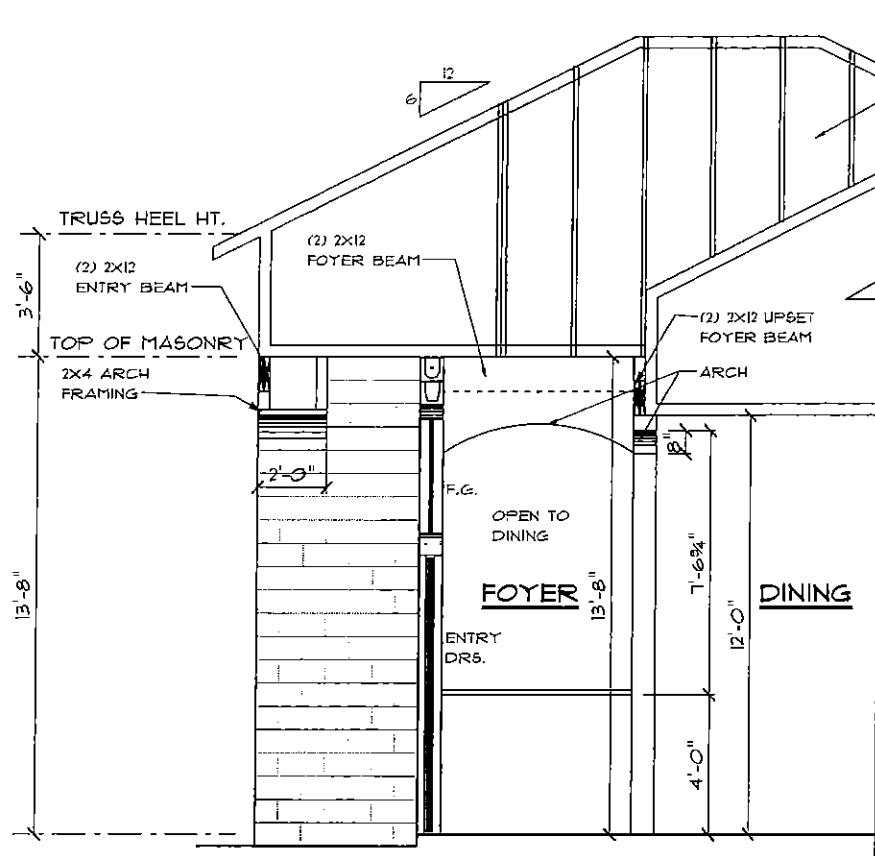 12
6
TRUSS HEEL HT.
(2) 2X12
FOYER BEAM
(2) 2X12
ENTRY BEAM
3'-6"
(2) 2X12 UPSET
FOYER BEAM
TOP OF MASONRY
2X4 ARCH
FRAMING
ARCH
8"
2'-0"
F.G.
OPEN TO
DINING
13'-8"
FOYER
13'-8"
7'-6¾"
DINING
12'-0"
ENTRY
DRS.
4'-0"